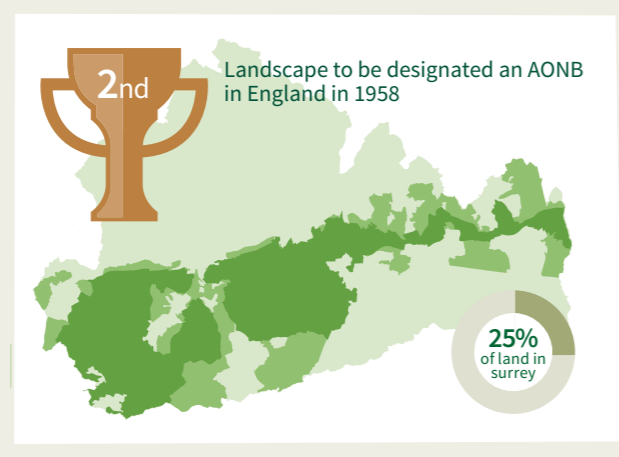 2nd
Landscape to be designated an AONB
in England in 1958
25%
of land in
surrey